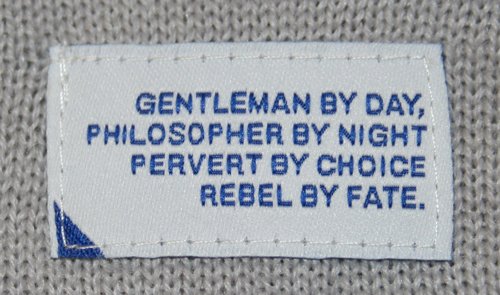 GENTLEMAN BY DAY,
PHILOSOPHER BY NIGHT
PERVERT BY CHOICE
REBEL BY FATE.